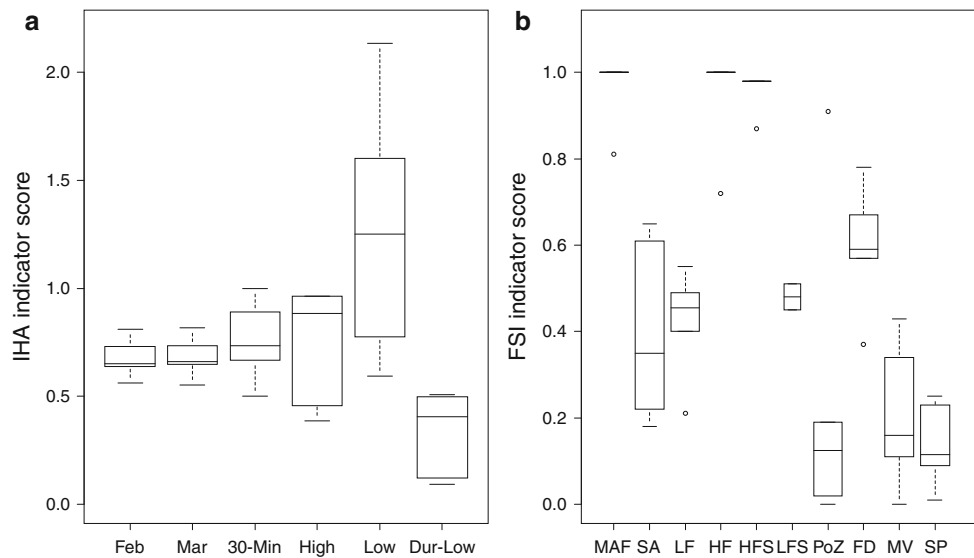 a
IHA indicator score
2.0
1.5
1.0
0.5
0.0
Feb Mar 30-Min High Low Dur-Low
b
FSI indicator score
1.0
0.8
0.6
0.4
0.2
0.0
MAF SA LF HF HFS LFS PoZ FD MV SP